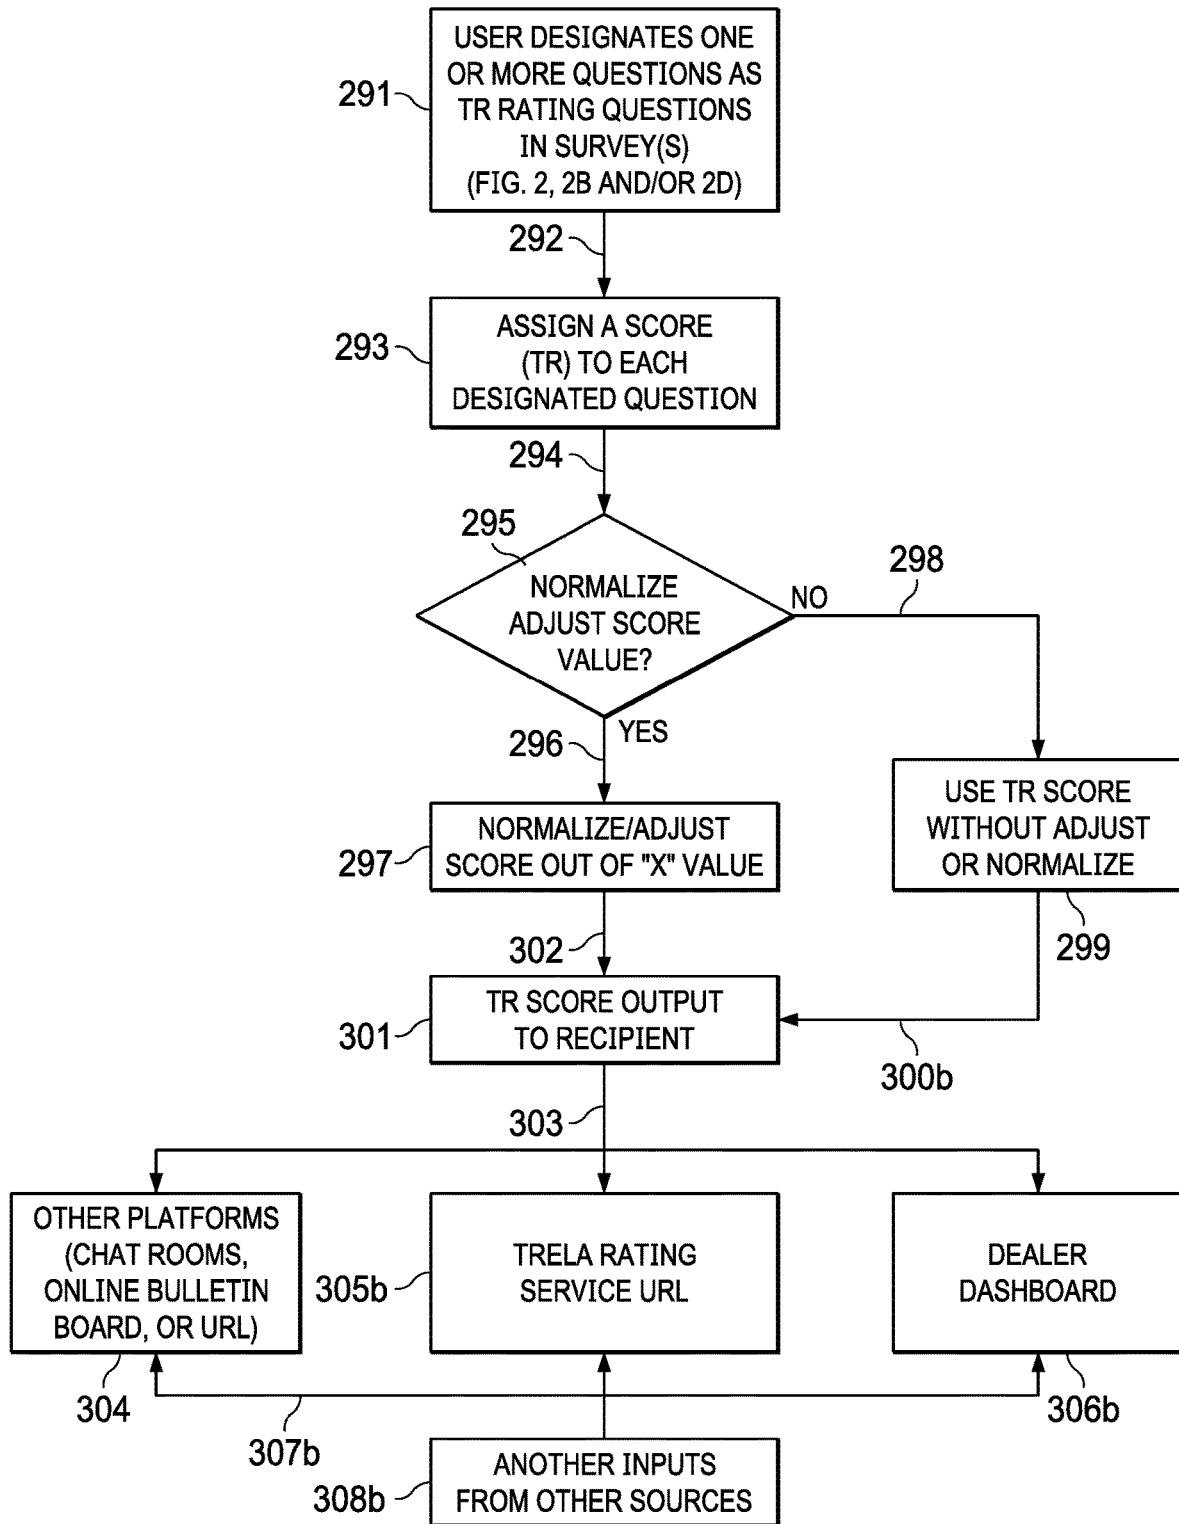 USER DESIGNATES ONE
OR MORE QUESTIONS AS
TR RATING QUESTIONS
IN SURVEY(S)
(FIG. 2, 2B AND/OR 2D)
291
292
ASSIGN A SCORE
(TR) TO EACH
DESIGNATED QUESTION
293
294
295
NORMALIZE
ADJUST SCORE
VALUE?
NO
298
YES
296
NORMALIZE/ADJUST
SCORE OUT OF "X" VALUE
297
USE TR SCORE
WITHOUT ADJUST
OR NORMALIZE
299
302
TR SCORE OUTPUT
TO RECIPIENT
301
300b
303
OTHER PLATFORMS
(CHAT ROOMS,
ONLINE BULLETIN
BOARD, OR URL)
304
TRELA RATING
SERVICE URL
305b
DEALER
DASHBOARD
306b
307b
ANOTHER INPUTS
FROM OTHER SOURCES
308b